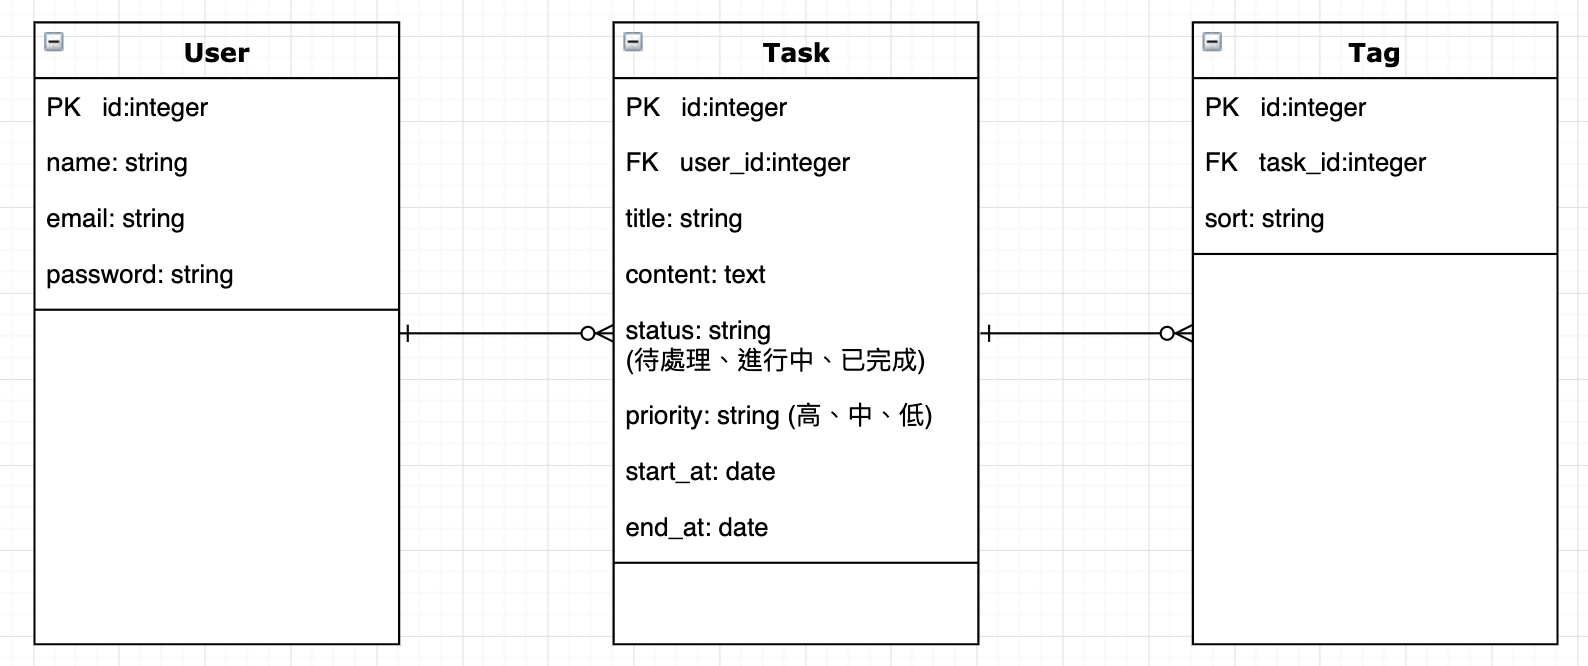 User
PK id:integer
name: string
email: string
password: string
Task
PK id:integer
FK user_id:integer
title: string
content: text
status: string
(待處理、進行中、已完成)
priority: string (高、中、低)
start_at: date
end_at: date
Tag
PK id:integer
FK task_id:integer
sort: string